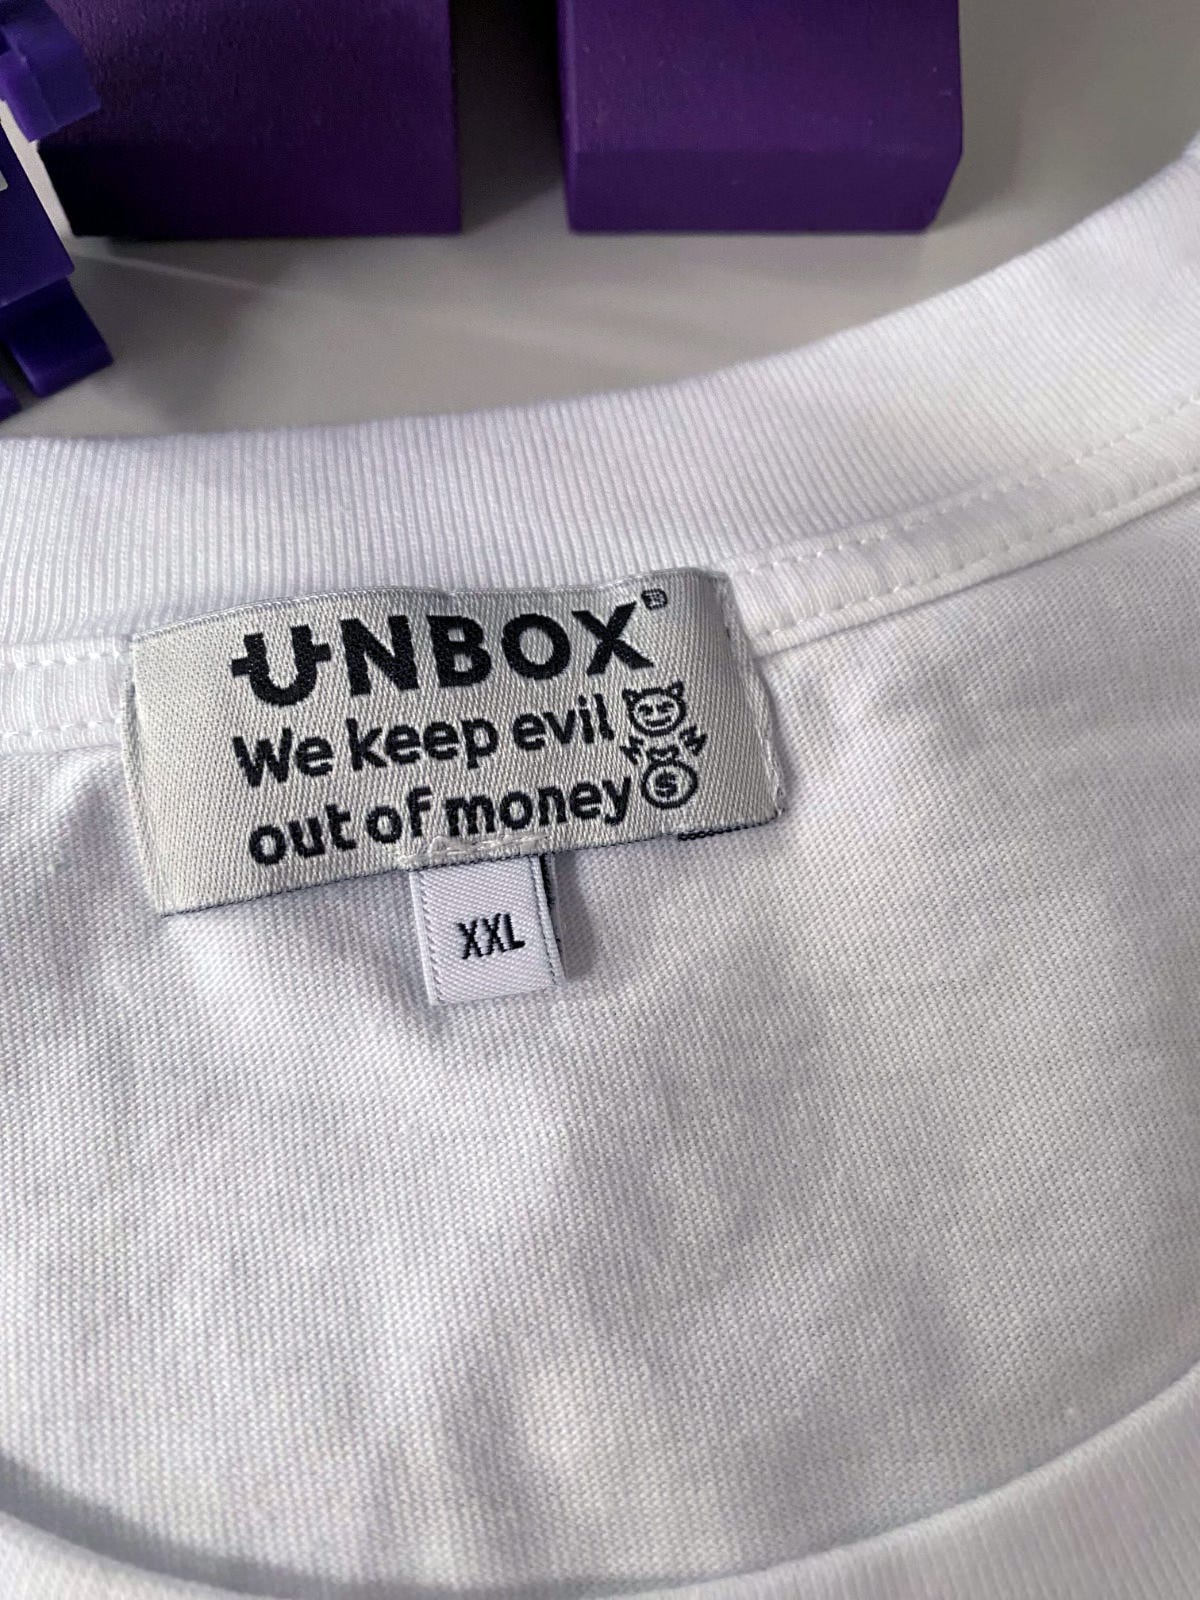 UNBOX®
We keep evil
out of money
$
XXL